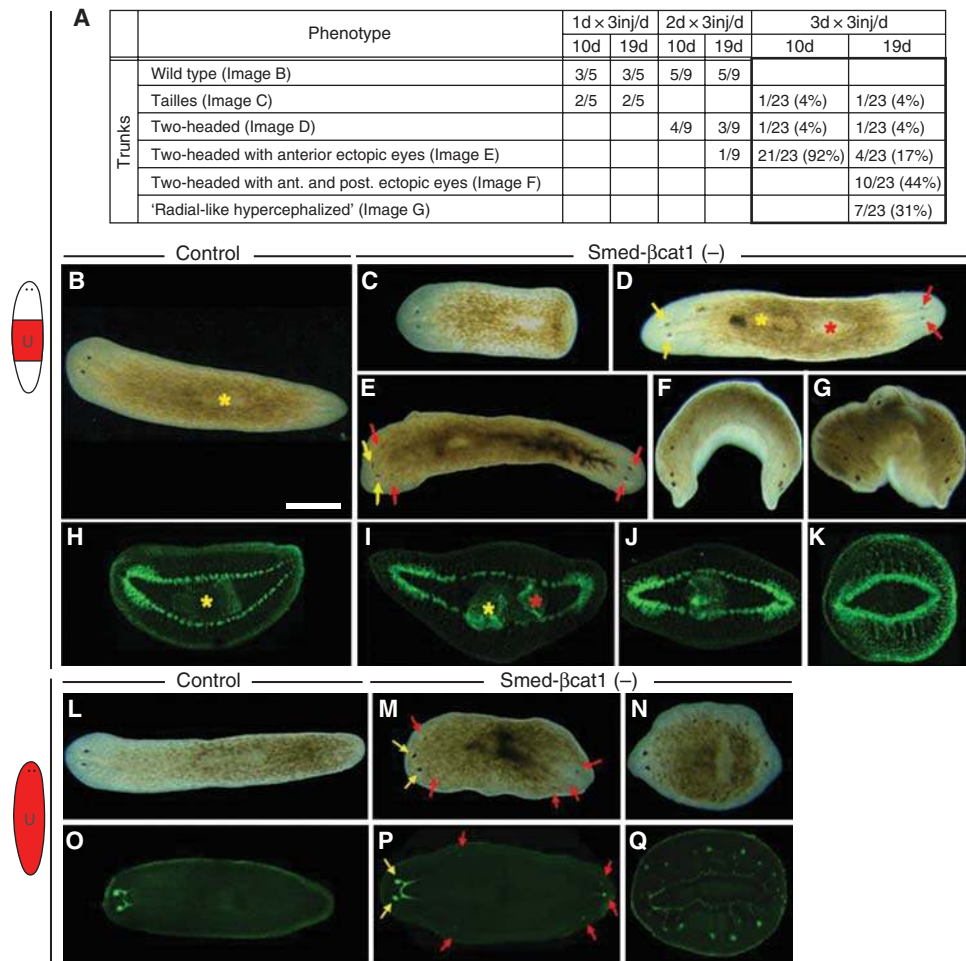 A
Phenotype 1d × 3inj/d 2d × 3inj/d 3d × 3inj/d
10d 19d 10d 19d 10d 19d
Trunks
Wild type (Image B) 3/5 3/5 5/9 5/9
Tailles (Image C) 2/5 2/5 1/23 (4%) 1/23 (4%)
Two-headed (Image D) 4/9 3/9 1/23 (4%) 1/23 (4%)
Two-headed with anterior ectopic eyes (Image E) 1/9 21/23 (92%) 4/23 (17%)
Two-headed with ant. and post. ectopic eyes (Image F) 10/23 (44%)
'Radial-like hypercephalized' (Image G) 7/23 (31%)
Control Smed-βcat1 (–)
B C D
U
* * *
E F G
H I J K
* * *
Control Smed-βcat1 (–)
L M N
U
O P Q